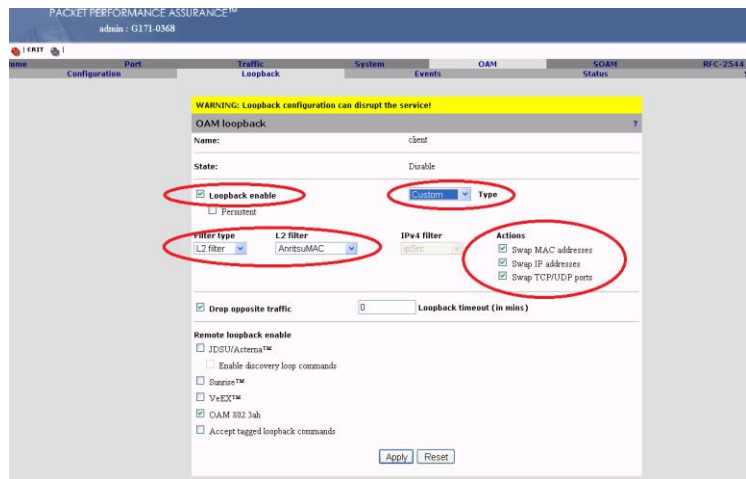 PACKET PERFORMANCE ASSURANCE™
admin : G171-0368
| CRIT |
ome Port Traffic System OAM SOAM RFC-2544
Configuration Loopback Events Status
WARNING: Loopback configuration can disrupt the service!
OAM loopback ?
Name: client
State: Disable
Loopback enable Custom Type
Persistent
Filter type L2 filter IPv4 filter Actions
L2 filter AnritsuMAC ipSrc Swap MAC addresses
Swap IP addresses
Swap TCP/UDP ports
Drop opposite traffic 0 Loopback timeout (in mins)
Remote loopback enable
JDSU/Acterna™
Enable discovery loop commands
Sunrise™
VeEX™
OAM 802.3ah
Accept tagged loopback commands
Apply Reset